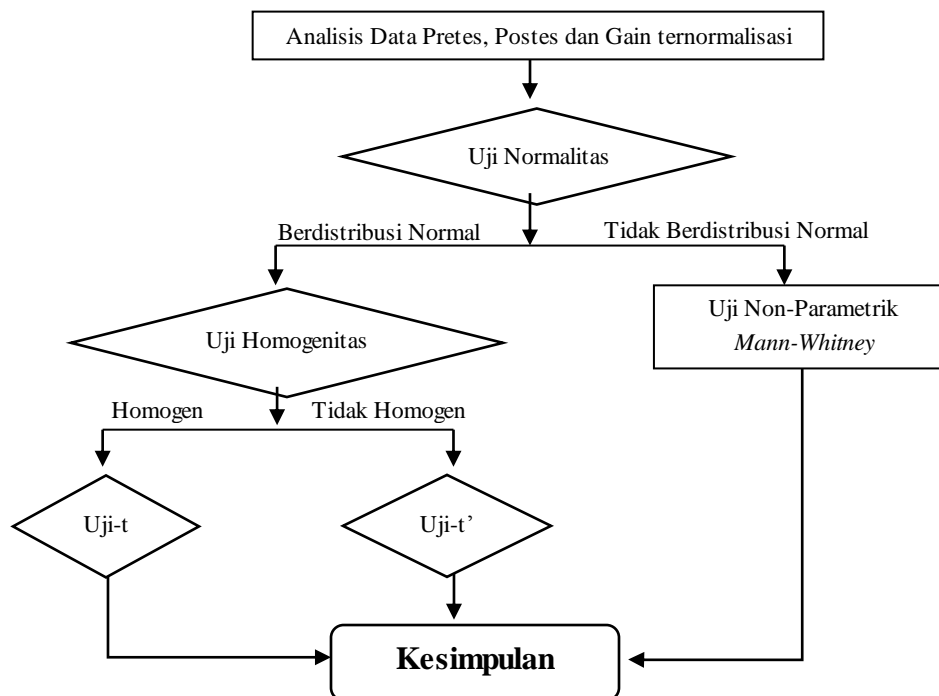 Analisis Data Pretes, Postes dan Gain ternormalisasi
Uji Normalitas
Berdistribusi Normal
Tidak Berdistribusi Normal
Uji Homogenitas
Uji Non-Parametrik
Mann-Whitney
Homogen
Tidak Homogen
Uji-t
Uji-t’
Kesimpulan